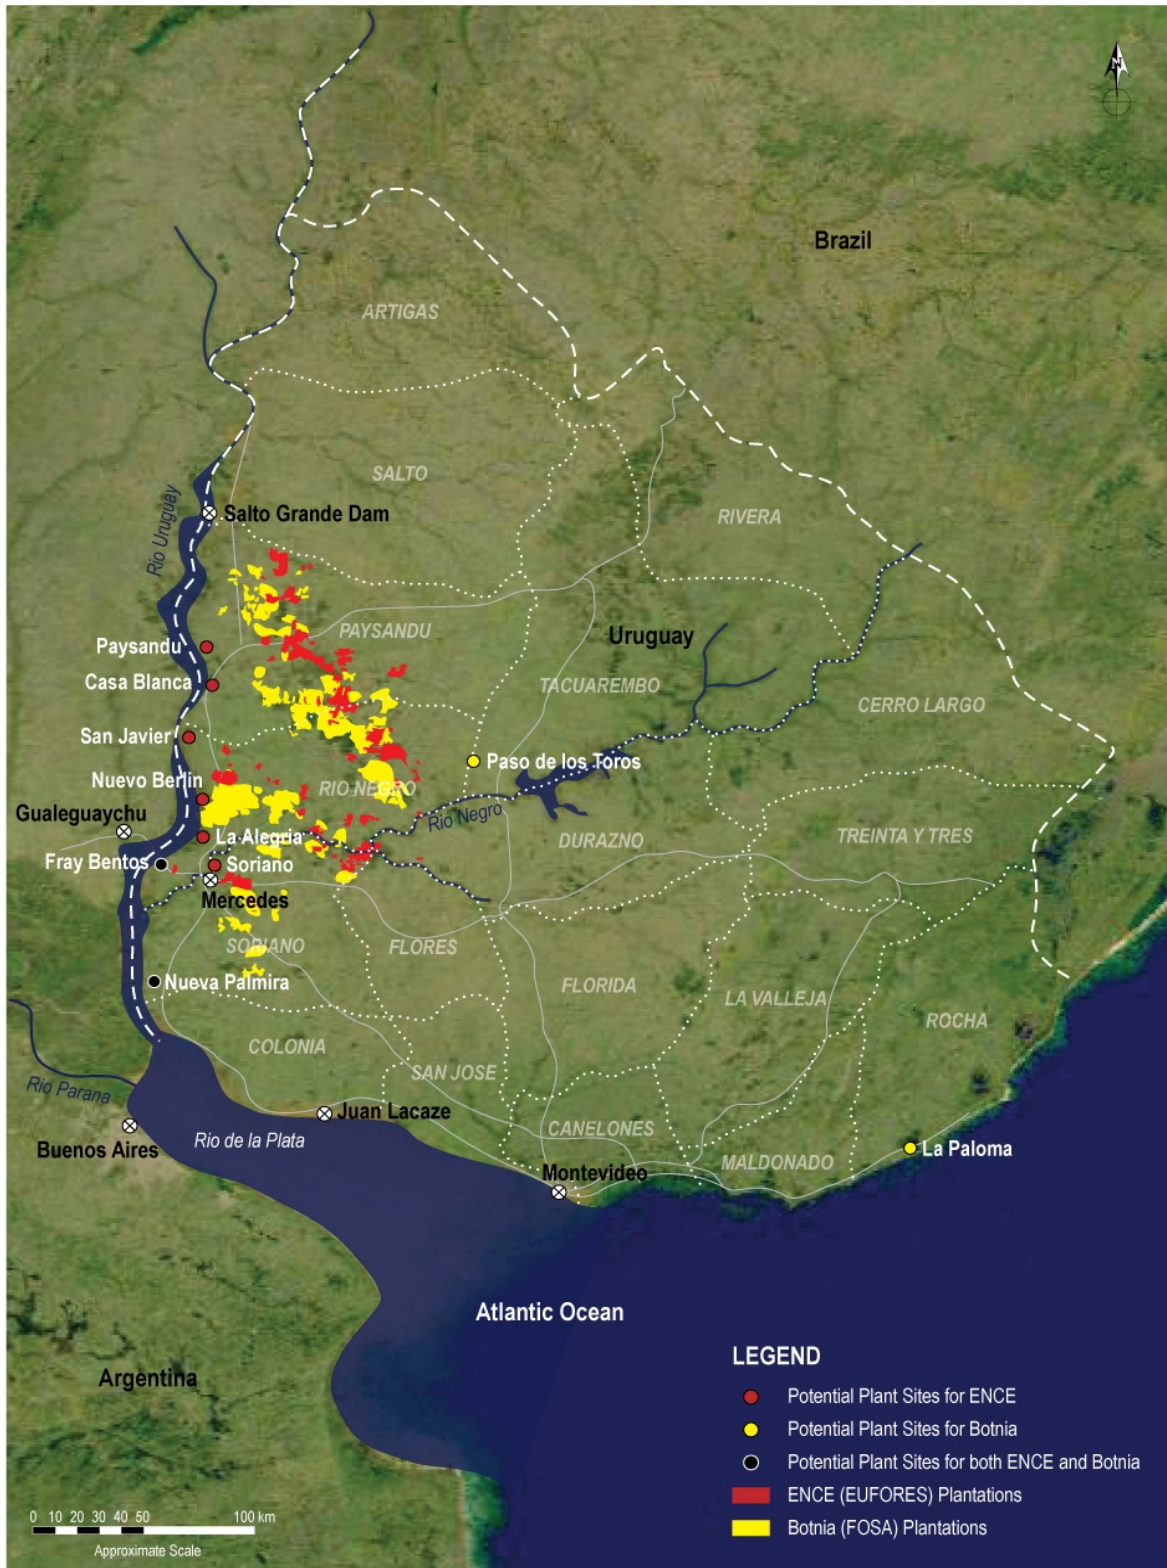 N
Brazil
ARTIGAS
SALTO
Rio Uruguay
Salto Grande Dam
RIVERA
Paysandu
PAYSANDU
Uruguay
Casa Blanca
TACUAREMBO
CERRO LARGO
San Javier
Paso de los Toros
Nuevo Berlin
RIO NEGRO
Gualeguaychu
Rio Negro
La Alegria
DURAZNO
TREINTA Y TRES
Fray Bentos
Soriano
Mercedes
SORIANO
FLORES
Nueva Palmira
FLORIDA
LA VALLEJA
ROCHA
COLONIA
SAN JOSE
Rio Parana
Juan Lacaze
Buenos Aires
Rio de la Plata
CANELONES
MALDONADO
La Paloma
Montevideo
Atlantic Ocean
Argentina
LEGEND
Potential Plant Sites for ENCE
Potential Plant Sites for Botnia
Potential Plant Sites for both ENCE and Botnia
ENCE (EUFORES) Plantations
Botnia (FOSA) Plantations
0 10 20 30 40 50 100 km
Approximate Scale